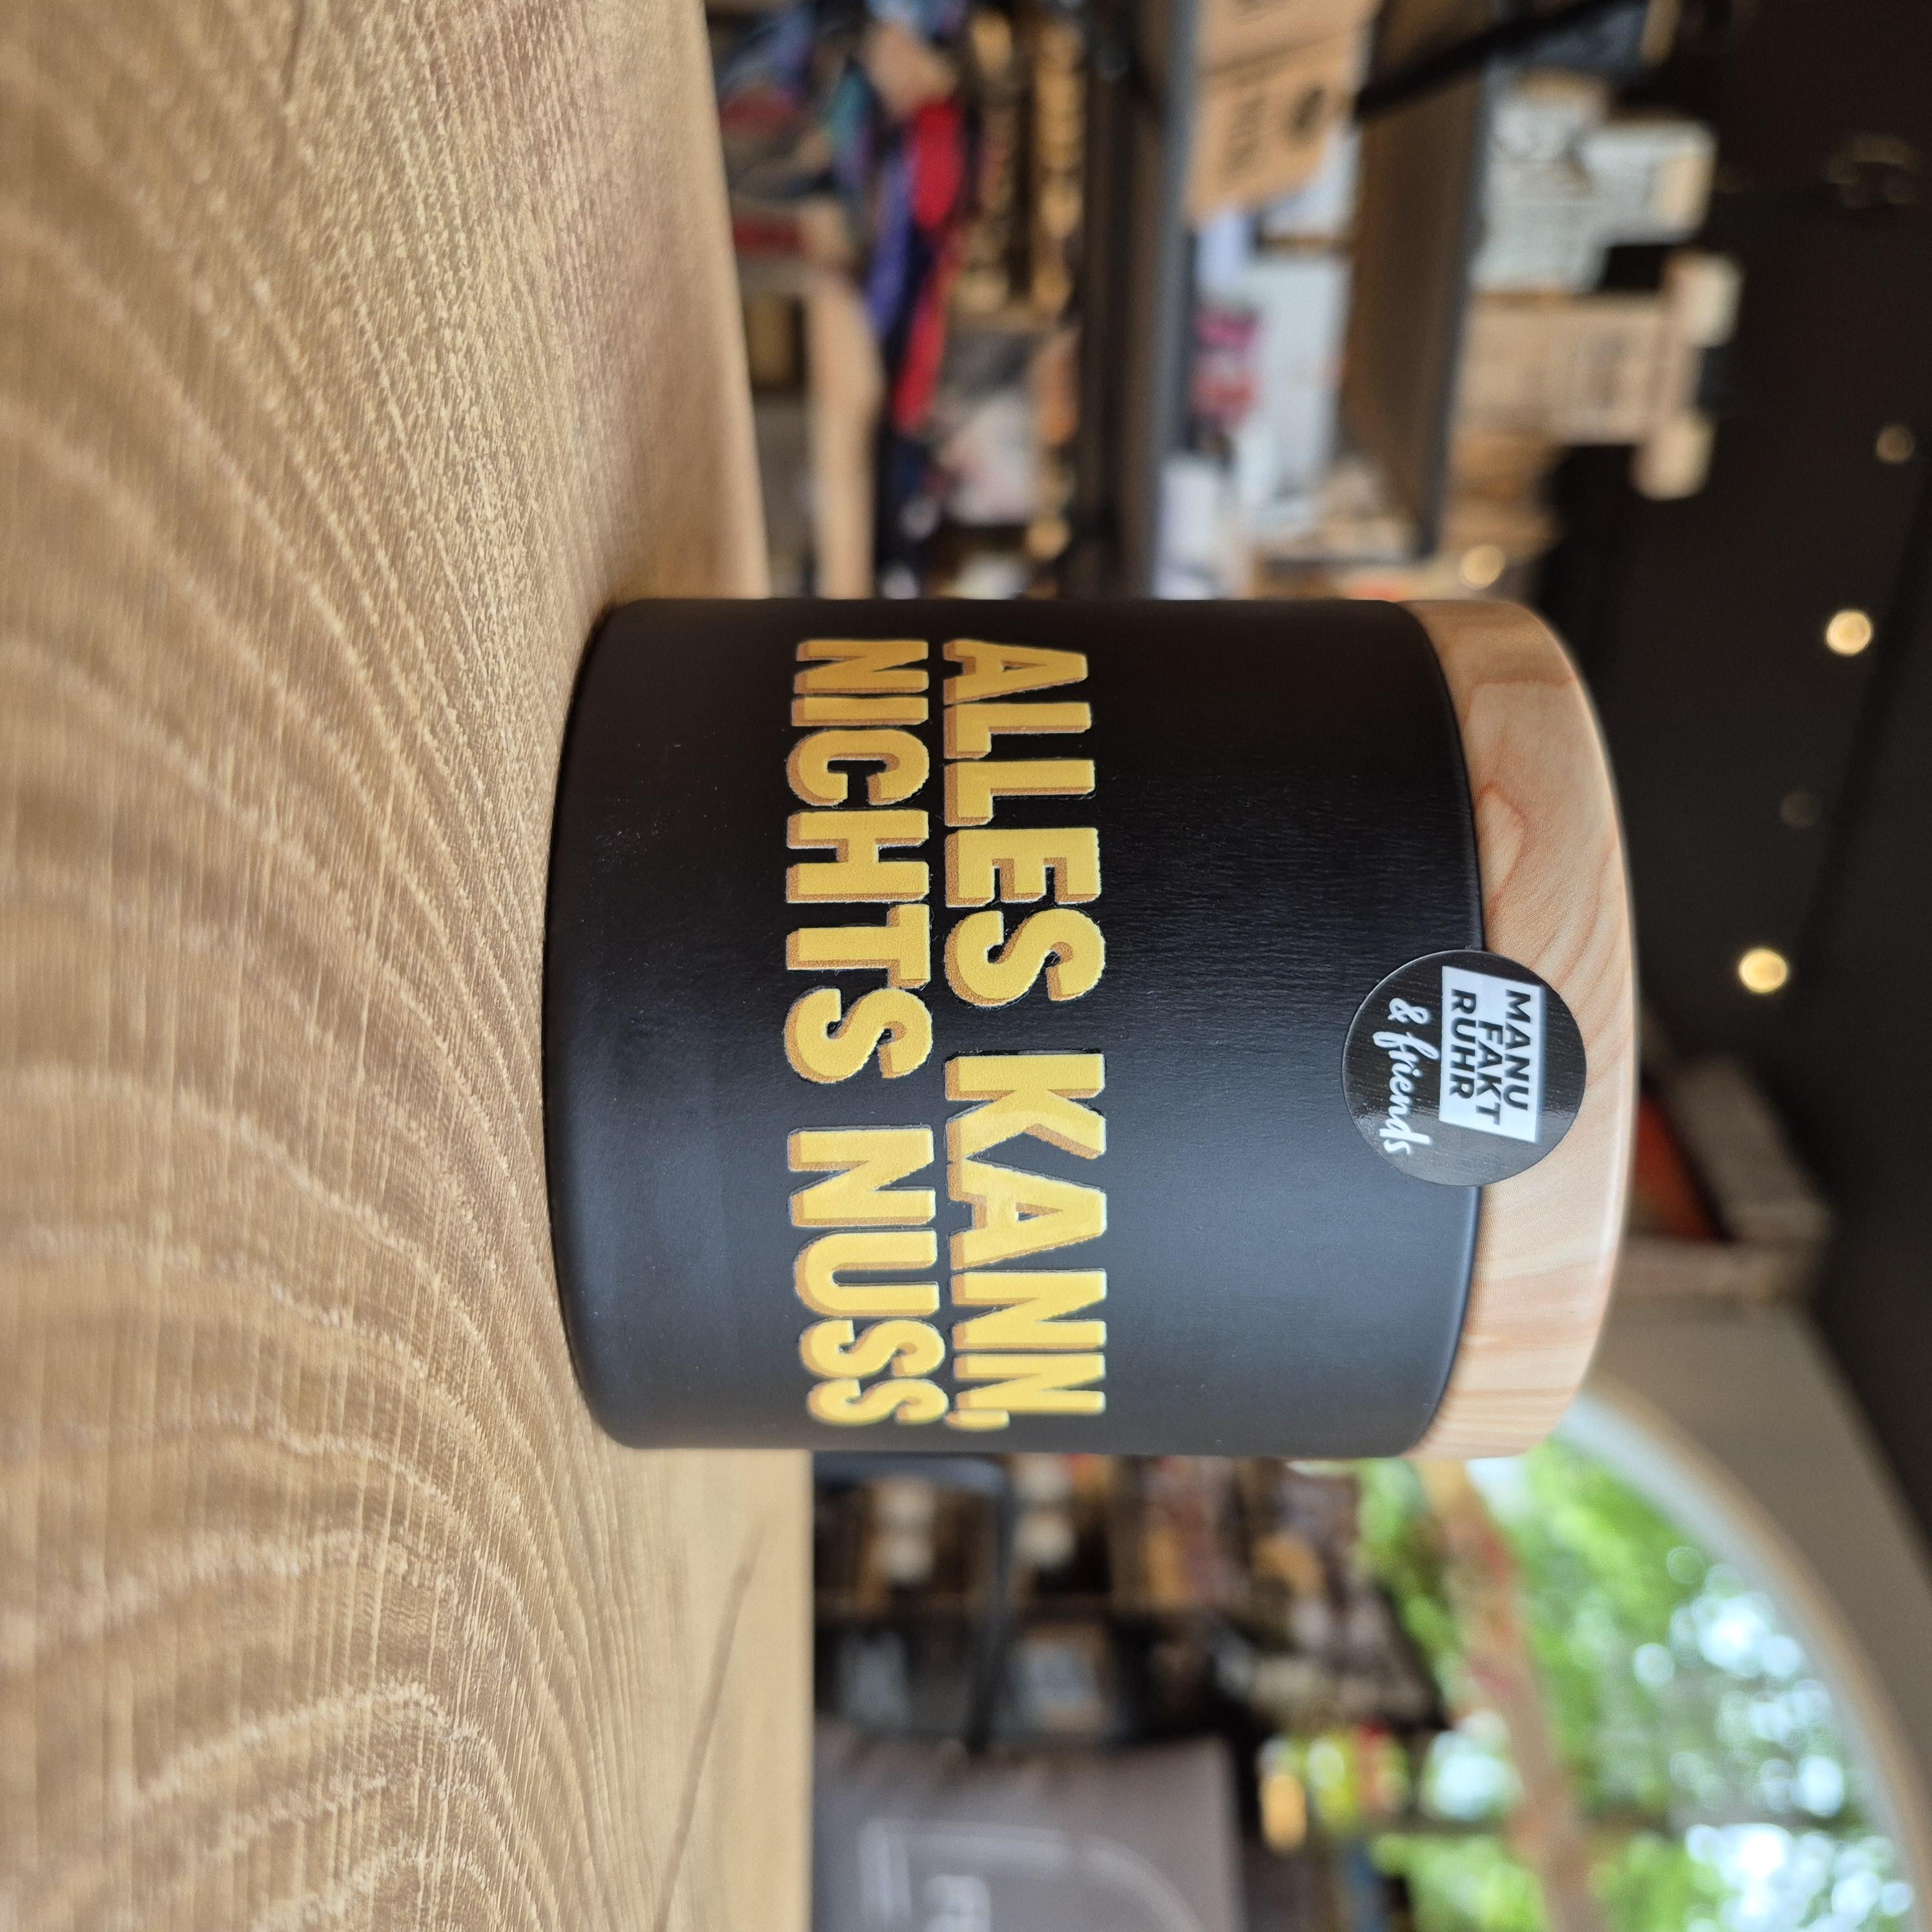 MANU
FAKT
RUHR
& friends
ALLES KANN,
NICHTS NUSS